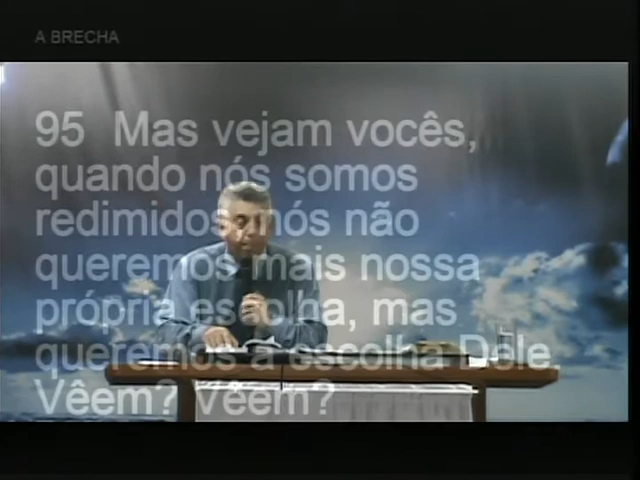 A BRECHA
95 Mas vejam vocês,
quando nós somos
redimidos, nós não
queremos mais nossa
própria escolha, mas
queremos a escolha Dele
Vêem? Vêem?